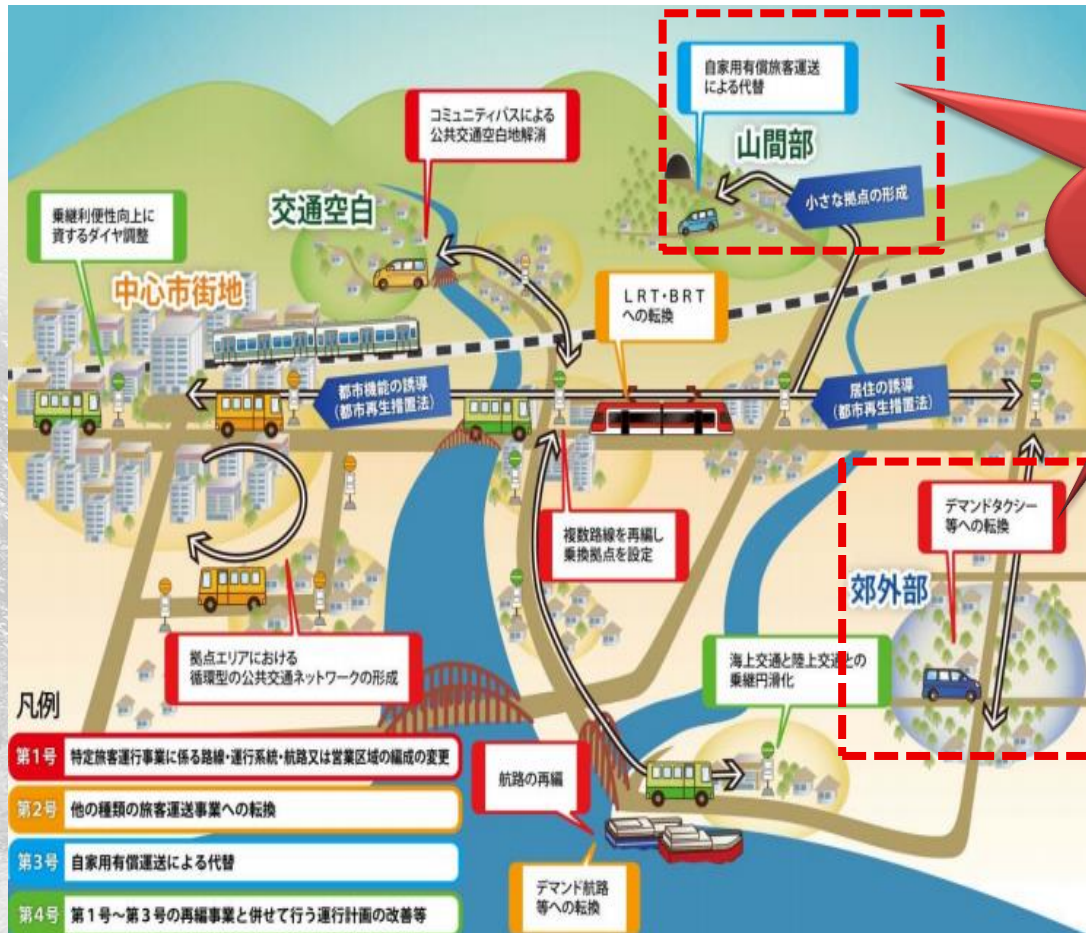 自家用有償旅客運送
による代替
コミュニティバスによる
公共交通空白地解消
山間部
小さな拠点の形成
交通空白
乗継利便性向上に
資するダイヤ調整
中心市街地
LRT・BRT
への転換
都市機能の誘導
(都市再生措置法)
居住の誘導
(都市再生措置法)
デマンドタクシー
等への転換
複数路線を再編し
乗換拠点を設定
郊外部
拠点エリアにおける
循環型の公共交通ネットワークの形成
海上交通と陸上交通との
乗継円滑化
凡例
第1号 特定旅客運行事業に係る路線・運行系統・航路又は営業区域の編成の変更
航路の再編
第2号 他の種類の旅客運送事業への転換
第3号 自家用有償運送による代替
デマンド航路
等への転換
第4号 第1号~第3号の再編事業と併せて行う運行計画の改善等